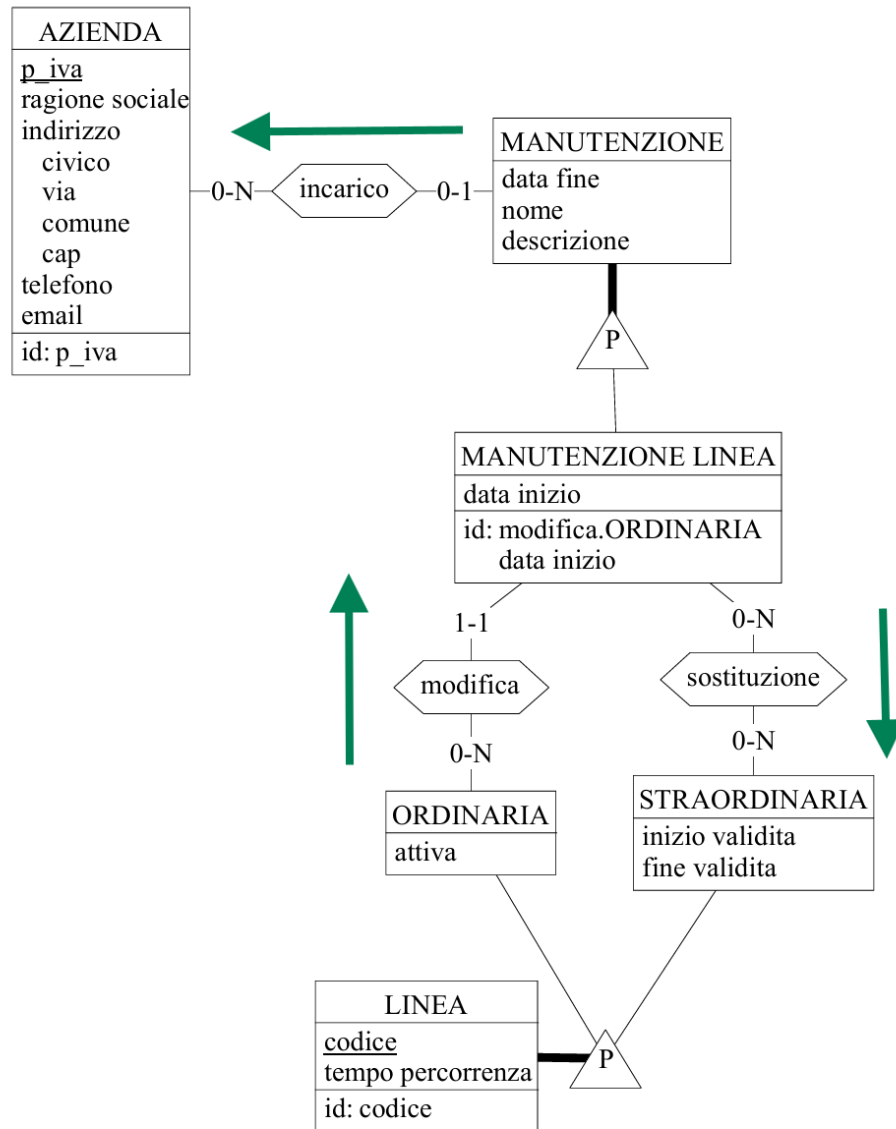 AZIENDA
p_iva
ragione sociale
indirizzo
civico
via
comune
cap
telefono
email
id: p_iva
0-N
incarico
0-1
MANUTENZIONE
data fine
nome
descrizione
P
MANUTENZIONE LINEA
data inizio
id: modifica.ORDINARIA
data inizio
1-1
modifica
0-N
0-N
sostituzione
0-N
ORDINARIA
attiva
STRAORDINARIA
inizio validita
fine validita
LINEA
codice
tempo percorrenza
id: codice
P